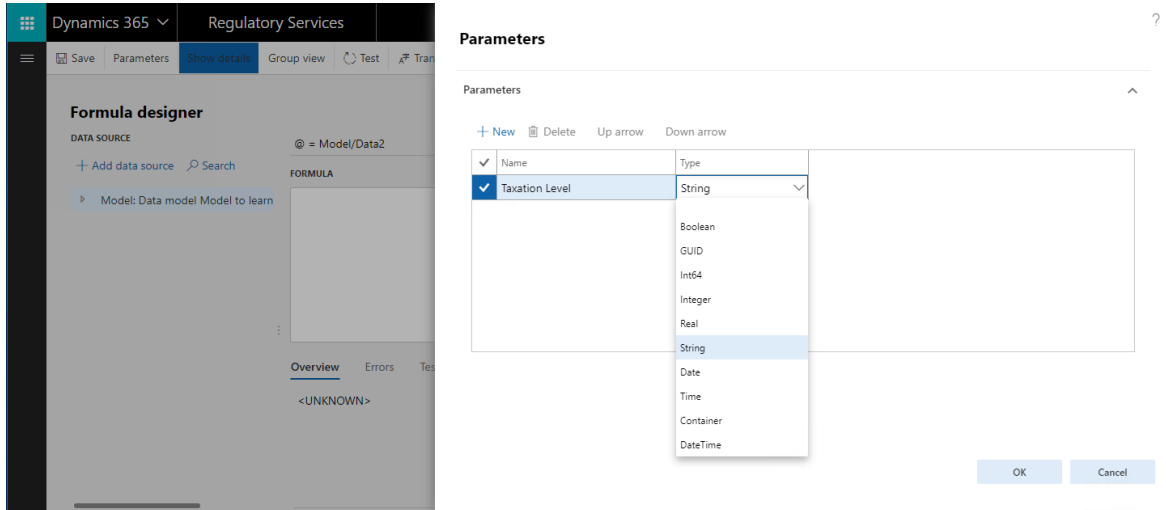 Dynamics 365 Regulatory Services
Save Parameters Show details Group view Test Tran
Formula designer
DATA SOURCE
Add data source Search
Model: Data model Model to learn
@ = Model/Data2
FORMULA
Overview Errors Tes
<UNKNOWN>
?
Parameters
Parameters
New Delete Up arrow Down arrow
Name Type
Taxation Level String
Boolean
GUID
Int64
Integer
Real
String
Date
Time
Container
DateTime
OK Cancel